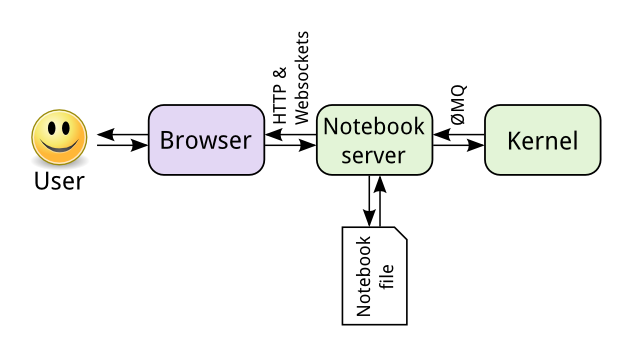 User
Browser
HTTP &
Websockets
Notebook
server
ØMQ
Kernel
Notebook
file